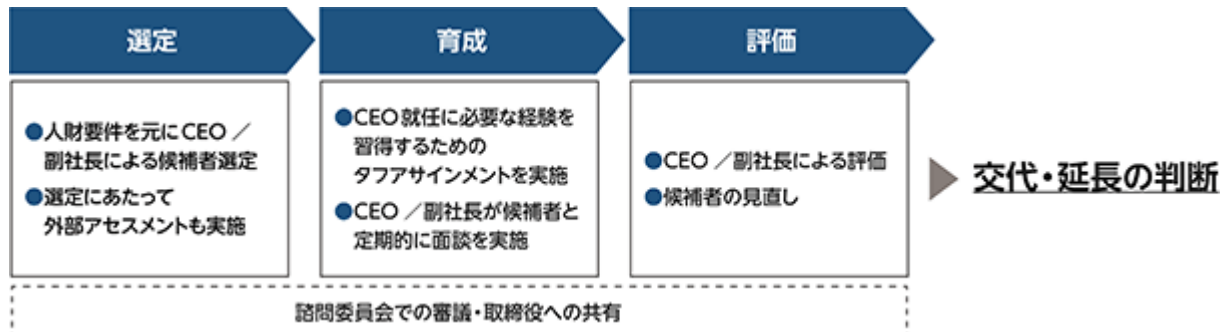 選定
●人財要件を元にCEO ／
副社長による候補者選定
●選定にあたって
外部アセスメントも実施
育成
●CEO 就任に必要な経験を
習得するための
タフアサインメントを実施
●CEO ／副社長が候補者と
定期的に面談を実施
評価
●CEO ／副社長による評価
●候補者の見直し
交代・延長の判断
諮問委員会での審議・取締役への共有